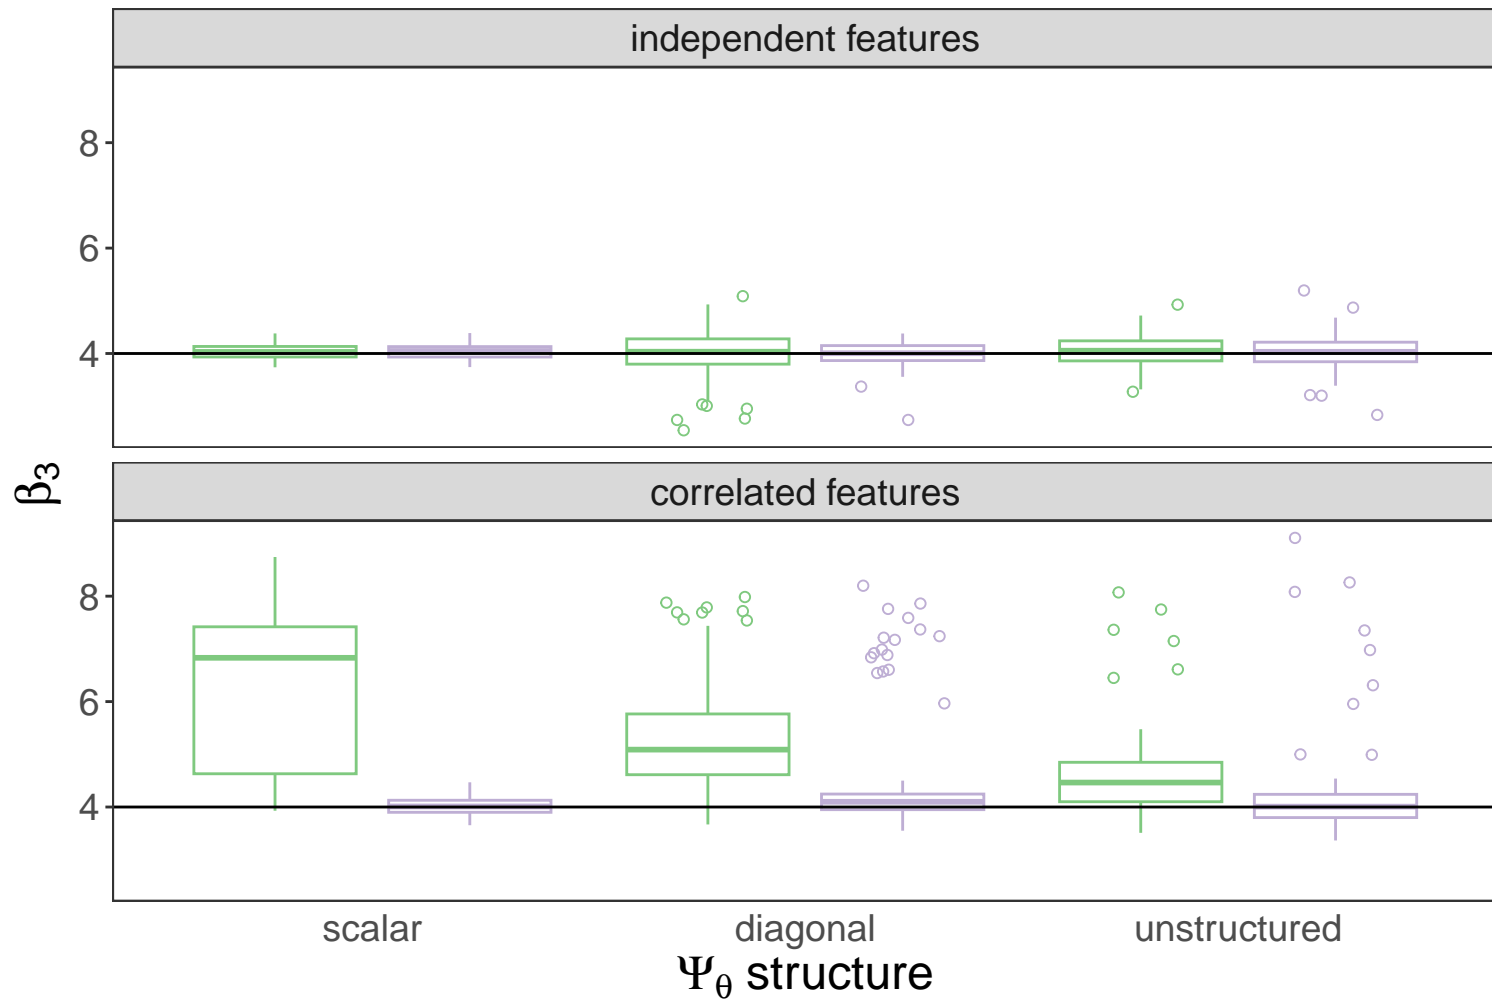 independent features
8
6
4
β3
correlated features
8
6
4
scalar diagonal unstructured
Ψθ structure